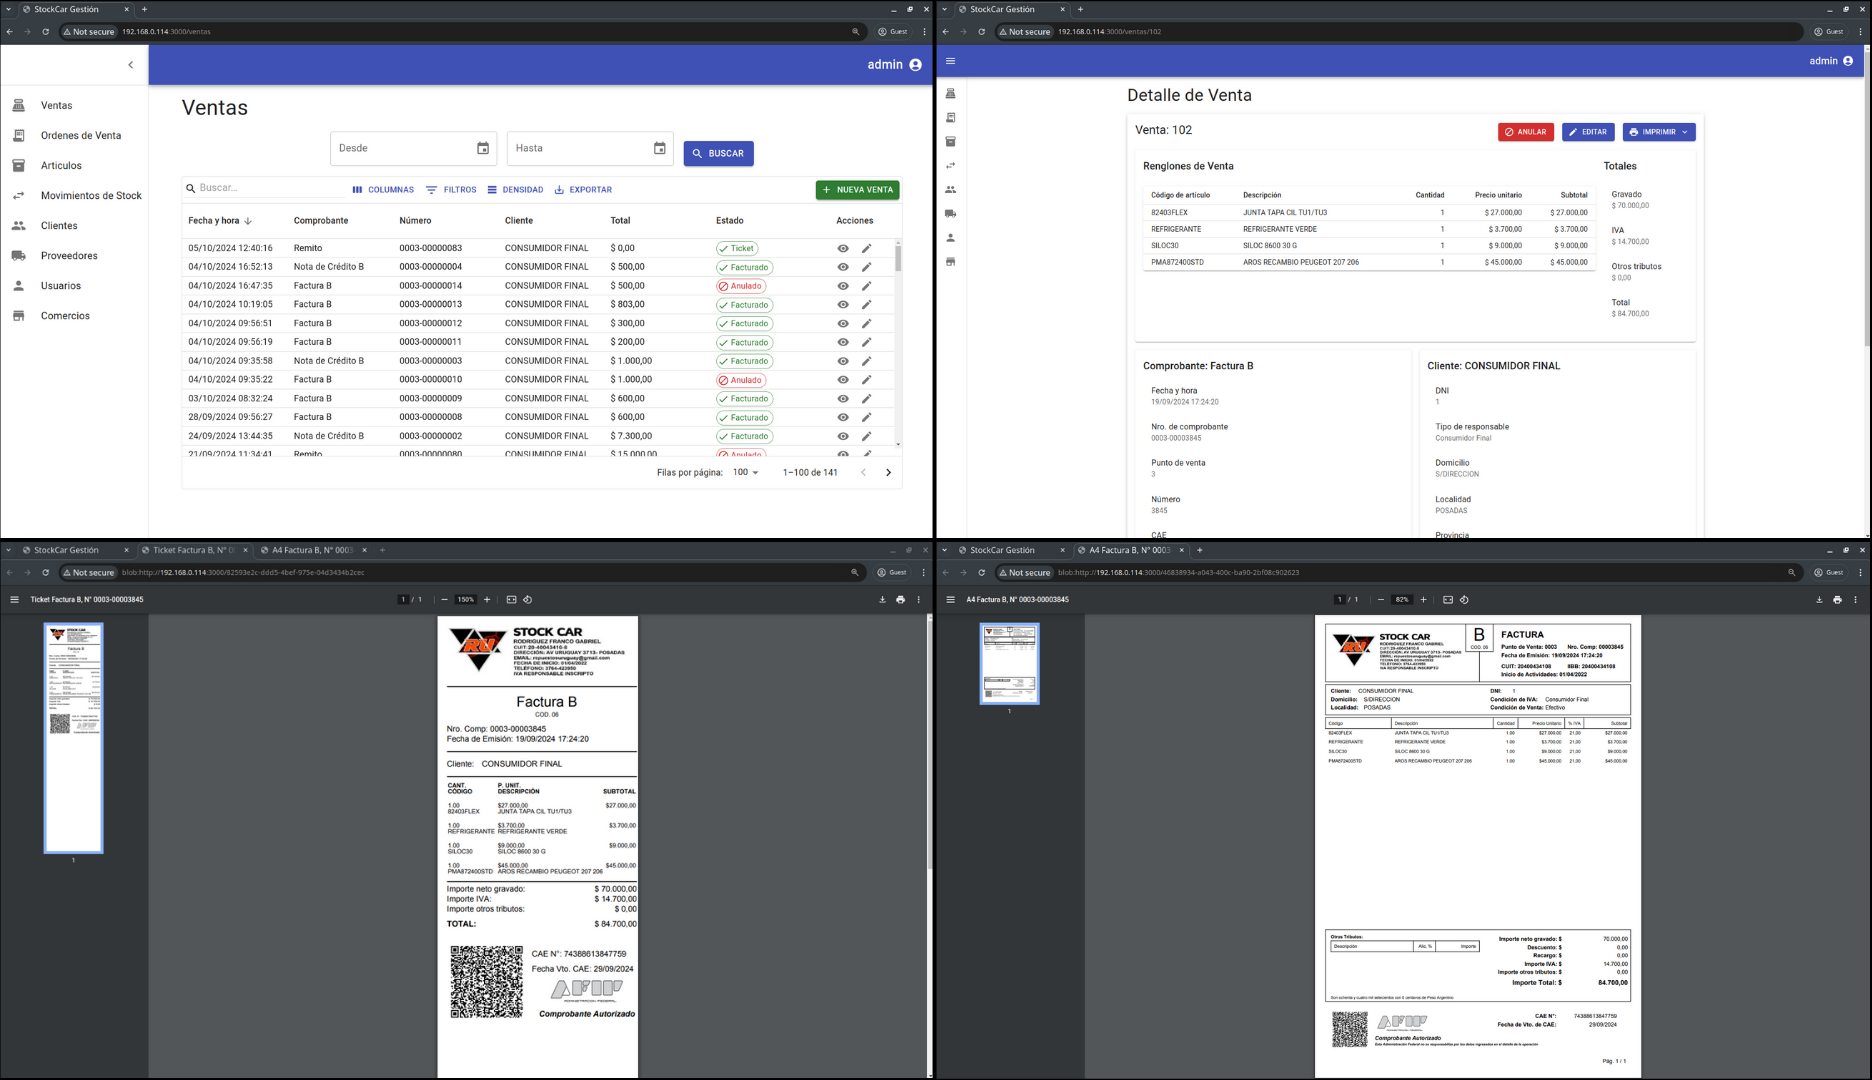 StockCar Gestión
Not secure 192.168.0.114:3000/ventas
Guest
admin
Ventas
Ordenes de Venta
Articulos
Movimientos de Stock
Clientes
Proveedores
Usuarios
Comercios
Ventas
Desde
Hasta
BUSCAR
Buscar...
COLUMNAS FILTROS DENSIDAD EXPORTAR
NUEVA VENTA
Fecha y hora Comprobante Número Cliente Total Estado Acciones
05/10/2024 12:40:16 Remito 0003-00000083 CONSUMIDOR FINAL $ 0,00 Ticket
04/10/2024 16:52:13 Nota de Crédito B 0003-00000004 CONSUMIDOR FINAL $ 500,00 Facturado
04/10/2024 16:47:35 Factura B 0003-00000014 CONSUMIDOR FINAL $ 500,00 Anulado
04/10/2024 10:19:05 Factura B 0003-00000013 CONSUMIDOR FINAL $ 803,00 Facturado
04/10/2024 09:56:51 Factura B 0003-00000012 CONSUMIDOR FINAL $ 300,00 Facturado
04/10/2024 09:56:19 Factura B 0003-00000011 CONSUMIDOR FINAL $ 200,00 Facturado
04/10/2024 09:35:58 Nota de Crédito B 0003-00000003 CONSUMIDOR FINAL $ 1.000,00 Facturado
04/10/2024 09:35:22 Factura B 0003-00000010 CONSUMIDOR FINAL $ 1.000,00 Anulado
03/10/2024 08:32:24 Factura B 0003-00000009 CONSUMIDOR FINAL $ 600,00 Facturado
28/09/2024 09:56:27 Factura B 0003-00000008 CONSUMIDOR FINAL $ 600,00 Facturado
24/09/2024 13:44:35 Nota de Crédito B 0003-00000002 CONSUMIDOR FINAL $ 7.300,00 Facturado
21/09/2024 11:34:41 Remito 0003-00000080 CONSUMIDOR FINAL $ 15.000,00 Anulado
Filas por página: 100 1–100 de 141
StockCar Gestión
Not secure 192.168.0.114:3000/ventas/102
Guest
admin
Detalle de Venta
Venta: 102
ANULAR EDITAR IMPRIMIR
Renglones de Venta
Código de artículo Descripción Cantidad Precio unitario Subtotal
82403FLEX JUNTA TAPA CIL TU1/TU3 1 $ 27.000,00 $ 27.000,00
REFRIGERANTE REFRIGERANTE VERDE 1 $ 3.700,00 $ 3.700,00
SILOC30 SILOC 8600 30 G 1 $ 9.000,00 $ 9.000,00
PMA872400STD AROS RECAMBIO PEUGEOT 207 206 1 $ 45.000,00 $ 45.000,00
Totales
Gravado
$ 70.000,00
IVA
$ 14.700,00
Otros tributos
$ 0,00
Total
$ 84.700,00
Comprobante: Factura B
Fecha y hora
19/09/2024 17:24:20
Nro. de comprobante
0003-00003845
Punto de venta
3
Número
3845
CAE
Cliente: CONSUMIDOR FINAL
DNI
1
Tipo de responsable
Consumidor Final
Domicilio
S/DIRECCION
Localidad
POSADAS
Provincia
StockCar Gestión
Ticket Factura B, N° 0
A4 Factura B, N° 0003
Not secure blob:http://192.168.0.114:3000/82593e2c-ddd5-4bef-975e-04d3434b2cec
Guest
Ticket Factura B, N° 0003-00003845
1 / 1 150%
1
RU
STOCK CAR
RODRIGUEZ FRANCO GABRIEL
CUIT: 20-40043410-8
DIRECCIÓN: AV URUGUAY 3713- POSADAS
EMAIL: rrpuestosuruguay@gmail.com
FECHA DE INICIO: 01/04/2022
TELÉFONO: 3764-423950
IVA RESPONSABLE INSCRIPTO
Factura B
COD. 06
Nro. Comp: 0003-00003845
Fecha de Emisión: 19/09/2024 17:24:20
Cliente: CONSUMIDOR FINAL
CANT. P. UNIT.
CÓDIGO DESCRIPCIÓN SUBTOTAL
1.00 $27.000,00 $27.000,00
82403FLEX JUNTA TAPA CIL TU1/TU3
1.00 $3.700,00 $3.700,00
REFRIGERANTE REFRIGERANTE VERDE
1.00 $9.000,00 $9.000,00
SILOC30 SILOC 8600 30 G
1.00 $45.000,00 $45.000,00
PMA872400STD AROS RECAMBIO PEUGEOT 207 206
Importe neto gravado: $ 70.000,00
Importe IVA: $ 14.700,00
Importe otros tributos: $ 0,00
TOTAL: $ 84.700,00
CAE N°: 74388613847759
Fecha Vto. CAE: 29/09/2024
AFIP
Comprobante Autorizado
StockCar Gestión
A4 Factura B, N° 0003
Not secure blob:http://192.168.0.114:3000/46838934-a043-400c-ba90-2bf08c902623
Guest
A4 Factura B, N° 0003-00003845
1 / 1 82%
1
RU
STOCK CAR
RODRIGUEZ FRANCO GABRIEL
B
COD. 06
FACTURA
Punto de Venta: 0003 Nro. Comp: 00003845
Fecha de Emisión: 19/09/2024 17:24:20
CUIT: 20400434108 IIBB: 20400434108
Inicio de Actividades: 01/04/2022
Cliente: CONSUMIDOR FINAL
Domicilio: S/DIRECCION
Localidad: POSADAS
DNI: 1
Condición de IVA: Consumidor Final
Condición de Venta: Efectivo
Código Descripción Cantidad Precio Unitario % IVA Subtotal
82403FLEX JUNTA TAPA CIL TU1/TU3 1.00 $27.000,00 21,00 $27.000,00
REFRIGERANTE REFRIGERANTE VERDE 1.00 $3.700,00 21,00 $3.700,00
SILOC30 SILOC 8600 30 G 1.00 $9.000,00 21,00 $9.000,00
PMA872400STD AROS RECAMBIO PEUGEOT 207 206 1.00 $45.000,00 21,00 $45.000,00
Otros Tributos:
Descripción Alíc. % Importe
Importe neto gravado: $ 70.000,00
Descuento: $ 0,00
Recargo: $ 0,00
Importe IVA: $ 14.700,00
Importe otros tributos: $ 0,00
Importe Total: $ 84.700,00
Son ochenta y cuatro mil setecientos con 0 centavos de Peso Argentino
AFIP
Comprobante Autorizado
Esta Administración Federal no se responsabiliza por los datos ingresados en el detalle de la operación
CAE N°: 74388613847759
Fecha de Vto. de CAE: 29/09/2024
Pág. 1 / 1